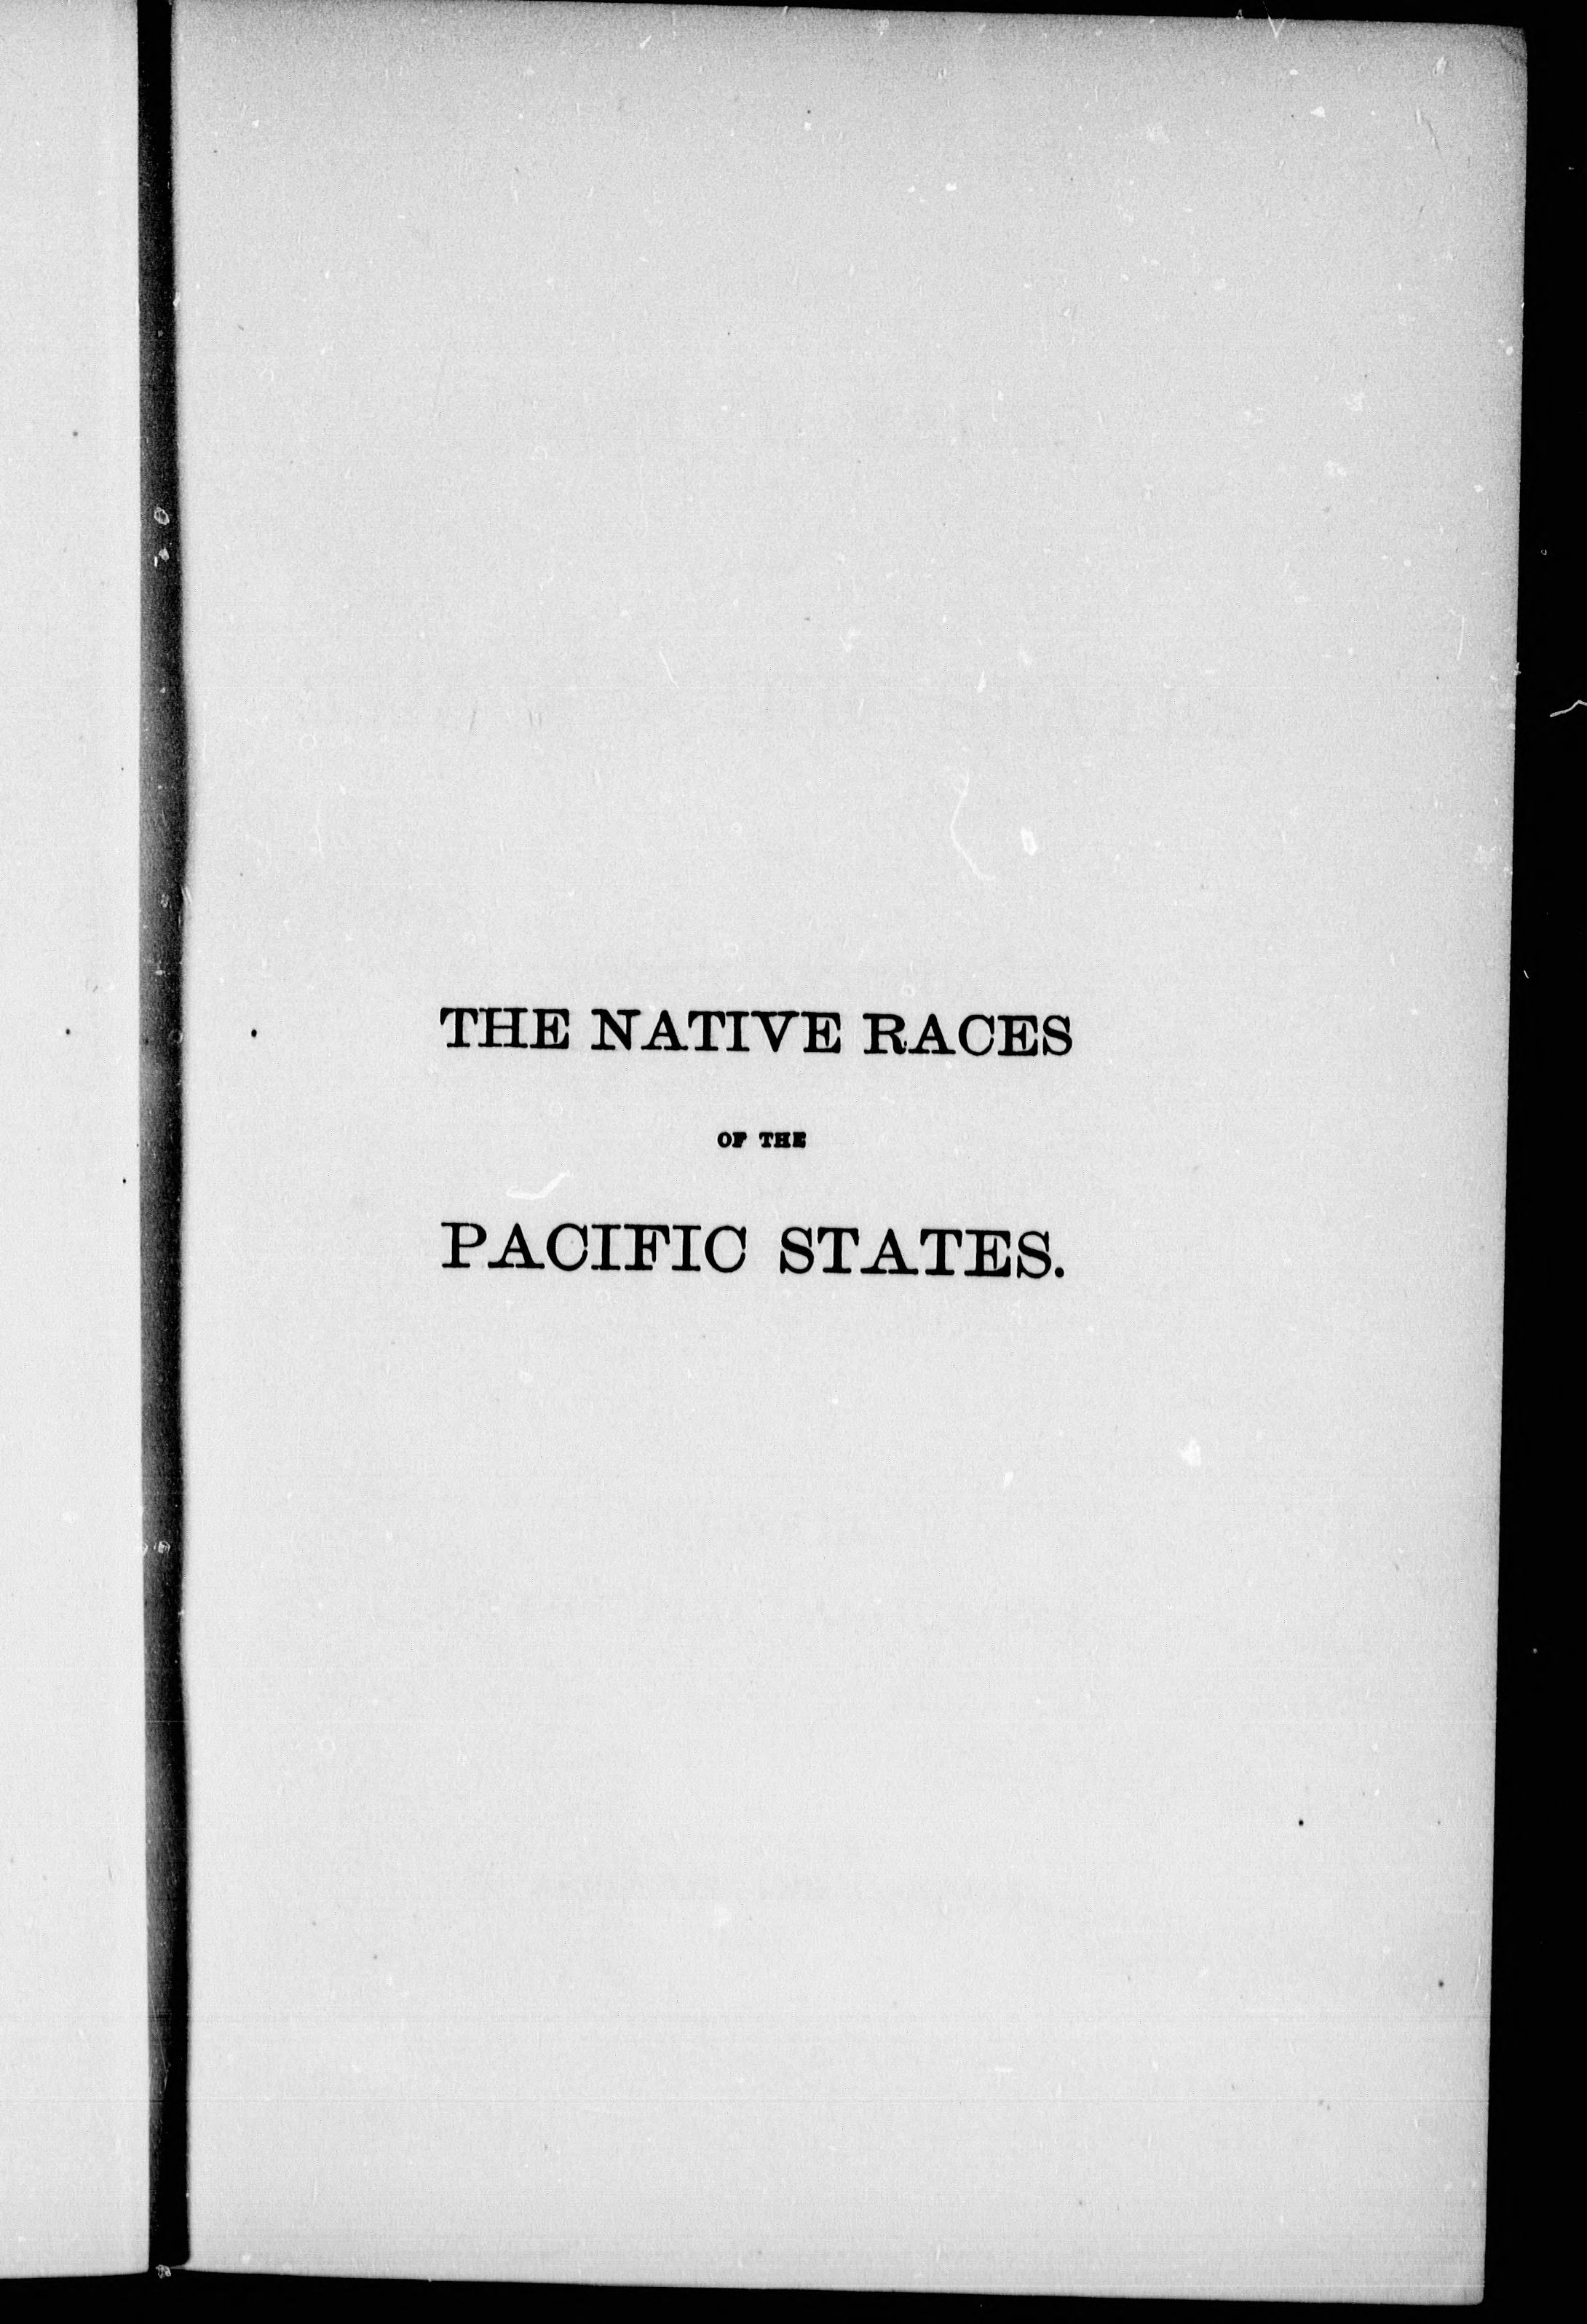 THE NATIVE RACES
OF THE
PACIFIC STATES.